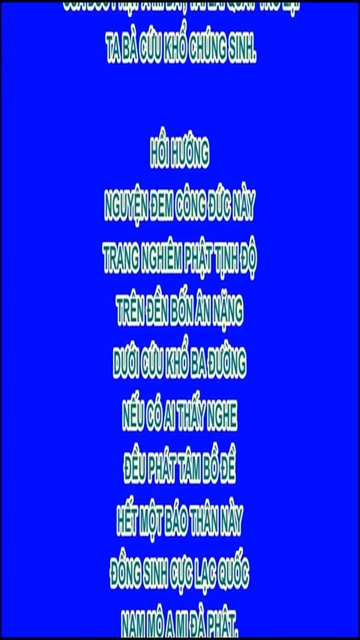 TA BÀ CỨU KHỔ CHÚNG SINH.
HỒI HƯỚNG
NGUYỆN ĐEM CÔNG ĐỨC NÀY
TRANG NGHIÊM PHẬT TỊNH ĐỘ
TRÊN ĐỀN BỐN ÂN NẶNG
DƯỚI CỨU KHỔ BA ĐƯỜNG
NẾU CÓ AI THẤY NGHE
ĐỀU PHÁT TÂM BỒ ĐỀ
HẾT MỘT BÁO THÂN NÀY
ĐỒNG SINH CỰC LẠC QUỐC
NAM MÔ A MI ĐÀ PHẬT.